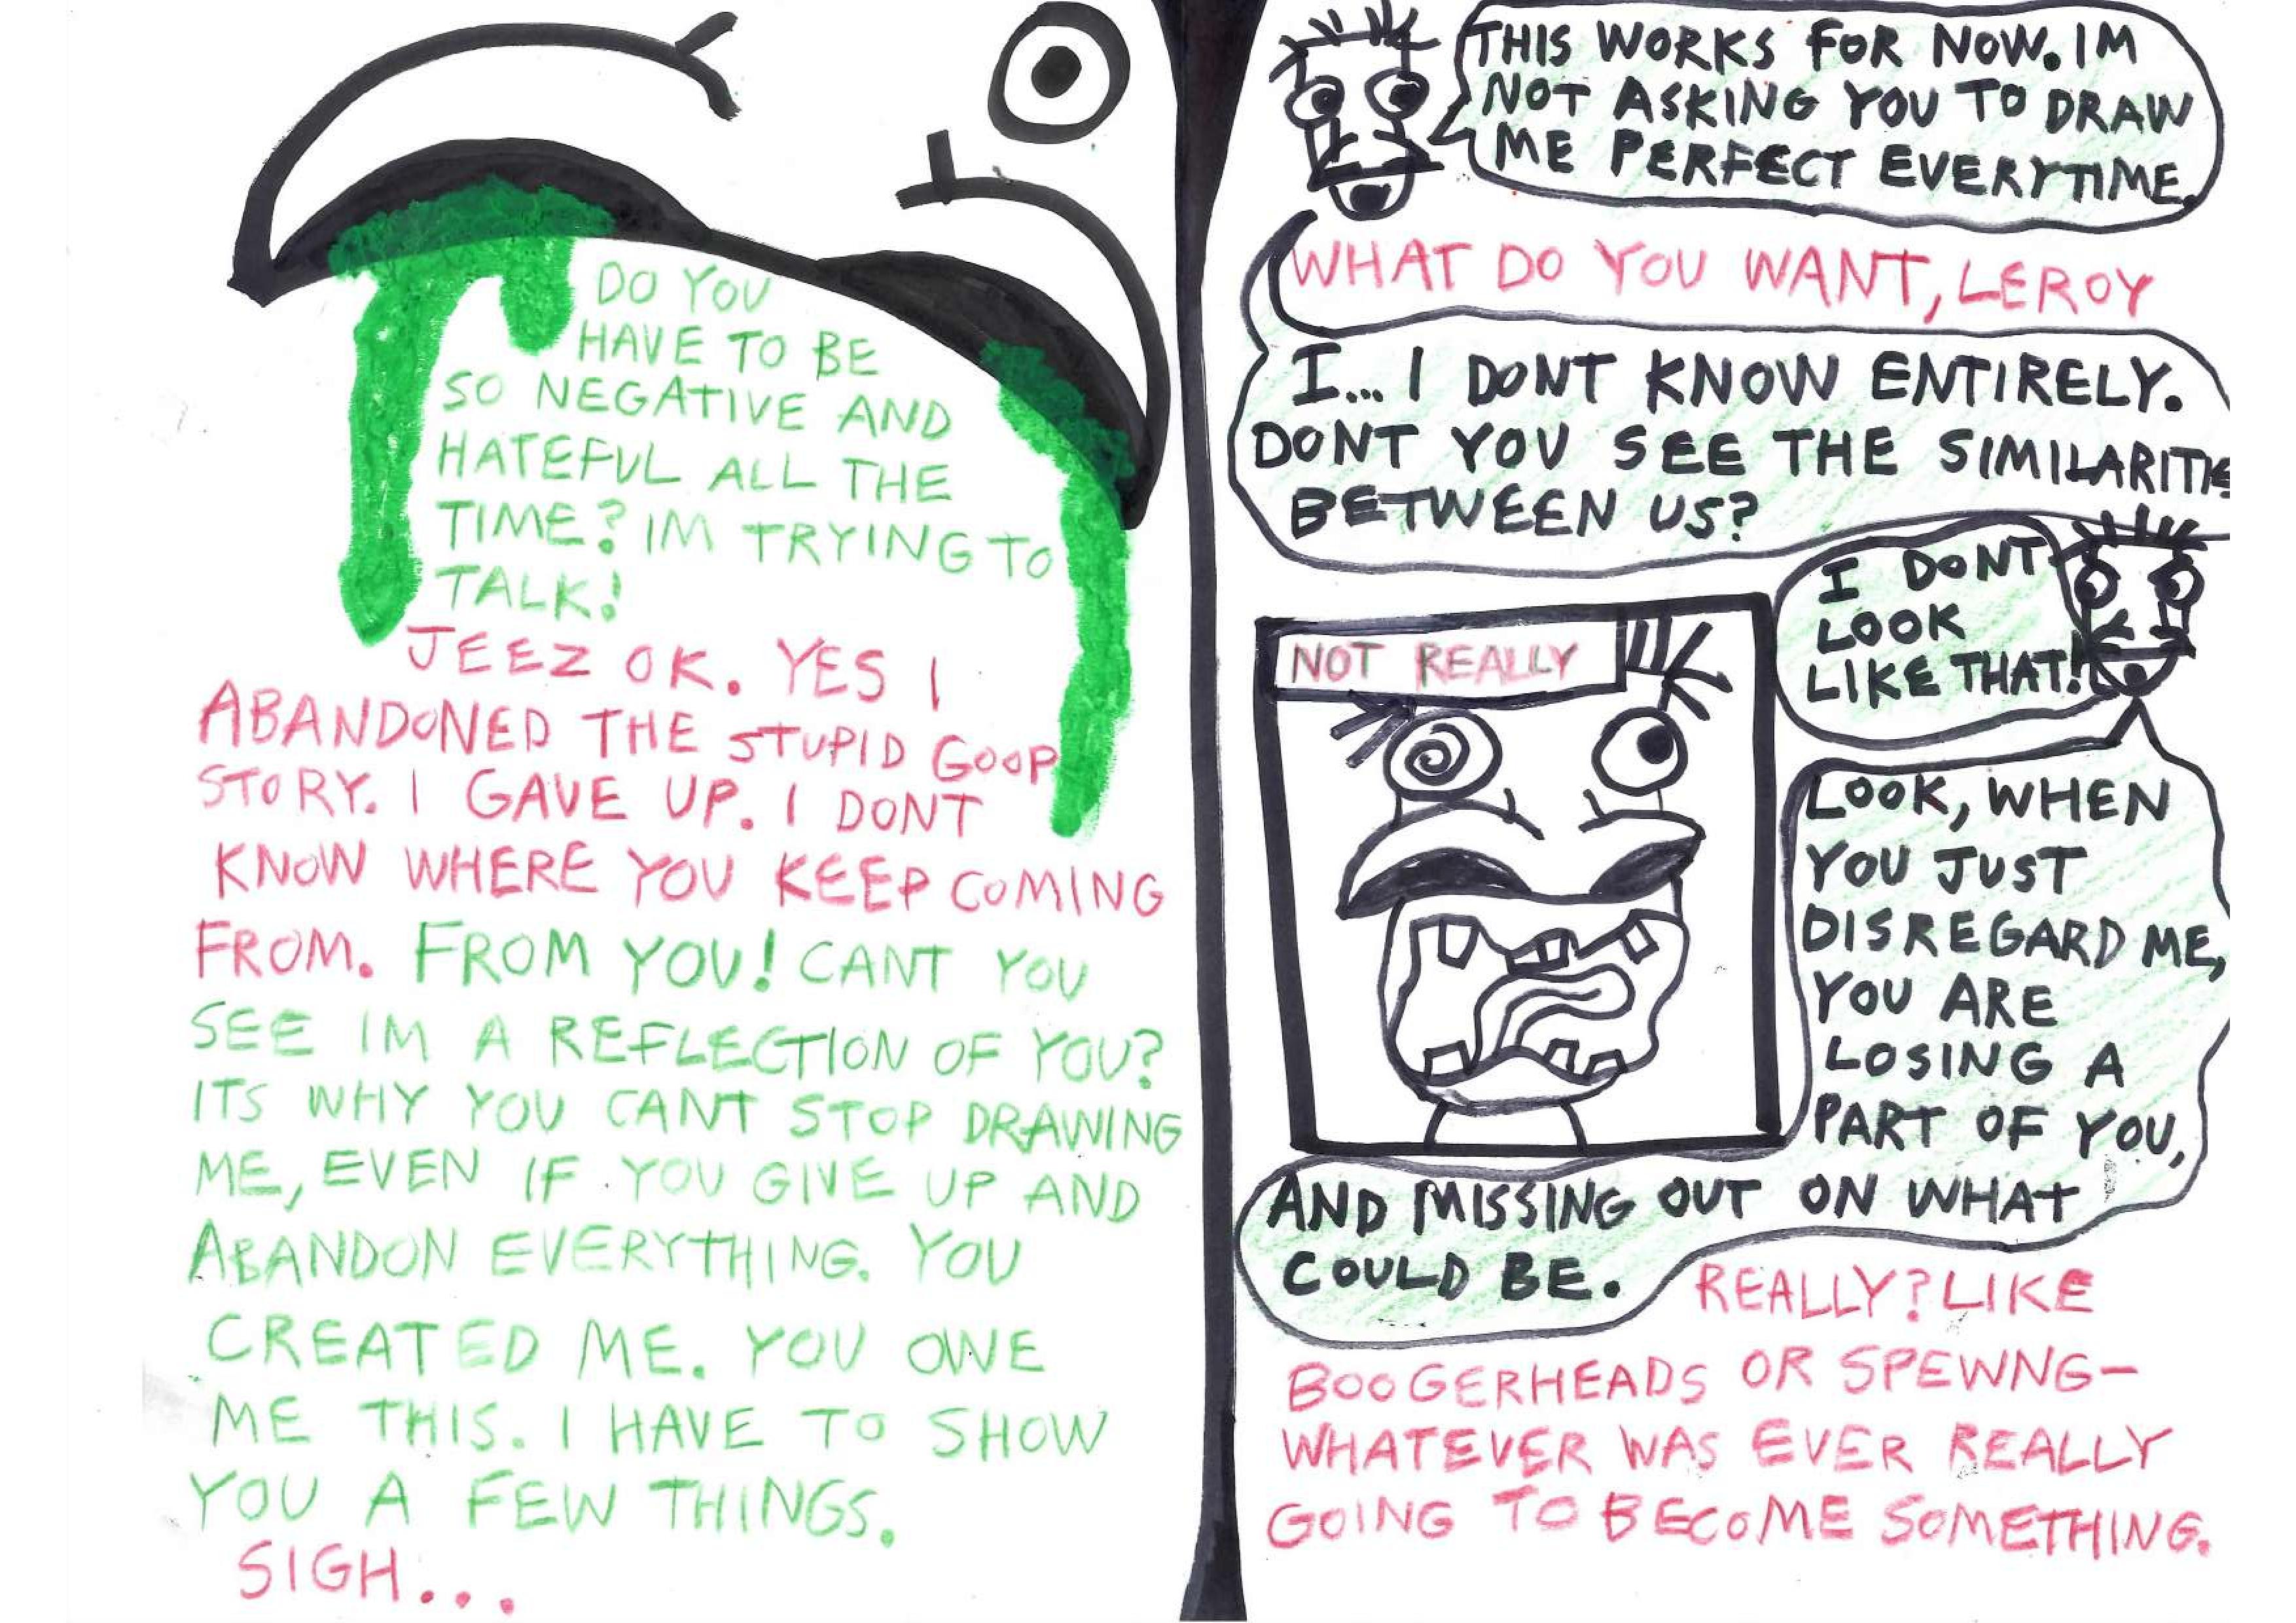 DO YOU
HAVE TO BE
SO NEGATIVE AND
HATEFUL ALL THE
TIME? IM TRYING TO
TALK!
JEEZ OK. YES I
ABANDONED THE STUPID GOOP
STORY. I GAVE UP. I DONT
KNOW WHERE YOU KEEP COMING
FROM. FROM YOU! CANT YOU
SEE IM A REFLECTION OF YOU?
ITS WHY YOU CANT STOP DRAWING
ME, EVEN IF YOU GIVE UP AND
ABANDON EVERYTHING. YOU
CREATED ME. YOU OWE
ME THIS. I HAVE TO SHOW
YOU A FEW THINGS.
SIGH...
THIS WORKS FOR NOW. IM
NOT ASKING YOU TO DRAW
ME PERFECT EVERYTIME.
WHAT DO YOU WANT, LEROY
I... I DONT KNOW ENTIRELY.
DONT YOU SEE THE SIMILARITIE
BETWEEN US?
NOT REALLY
I DONT
LOOK
LIKE THAT!
LOOK, WHEN
YOU JUST
DISREGARD ME,
YOU ARE
LOSING A
PART OF YOU,
AND MISSING OUT ON WHAT
COULD BE.
REALLY? LIKE
BOOGERHEADS OR SPEWNG-
WHATEVER WAS EVER REALLY
GOING TO BECOME SOMETHING.